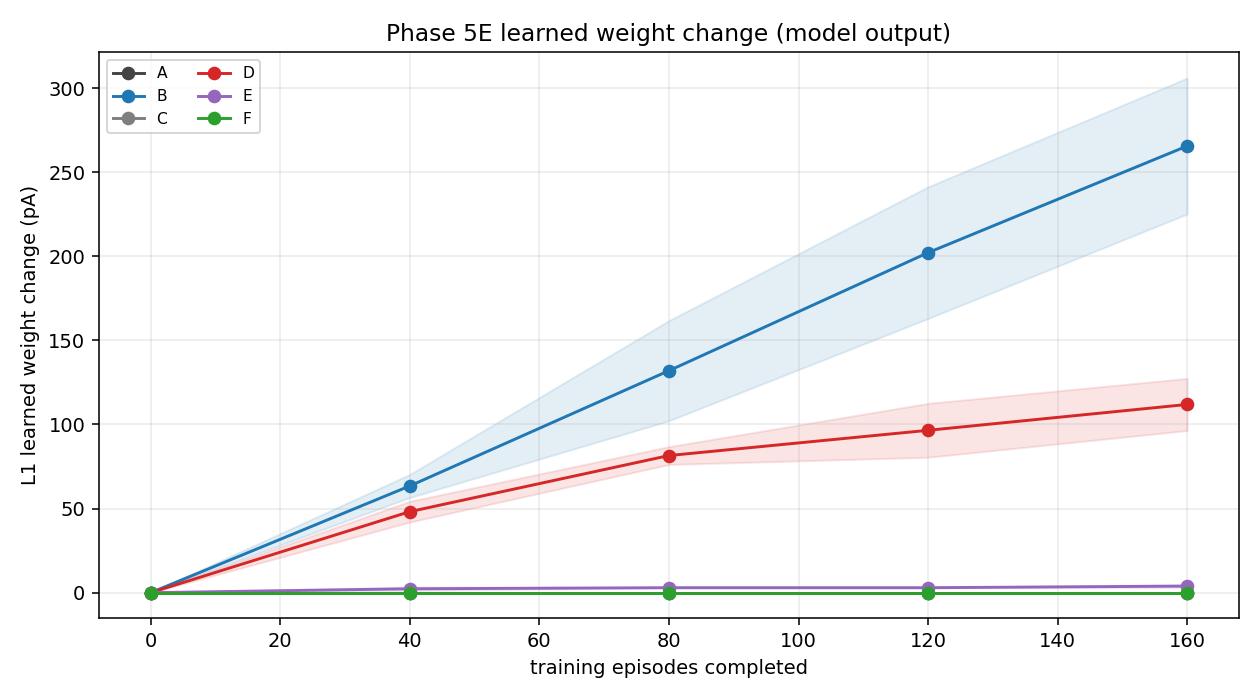 Phase 5E learned weight change (model output)
A
B
C
D
E
F
L1 learned weight change (pA)
300
250
200
150
100
50
0
0 20 40 60 80 100 120 140 160
training episodes completed